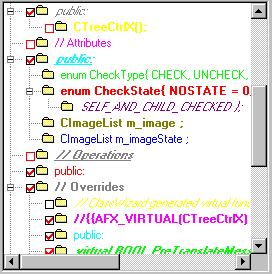 public:
CTreeCtrlX();
// Attributes
public:
enum CheckType{ CHECK, UNCHECK,
enum CheckState{ NOSTATE = 0,
SELF_AND_CHILD_CHECKED };
CImageList m_image ;
CImageList m_imageState ;
// Operations
public:
// Overrides
// ClassWizard generated virtual func
//{{AFX_VIRTUAL(CTreeCtrlX)
public:
virtual BOOL PreTranslateMess